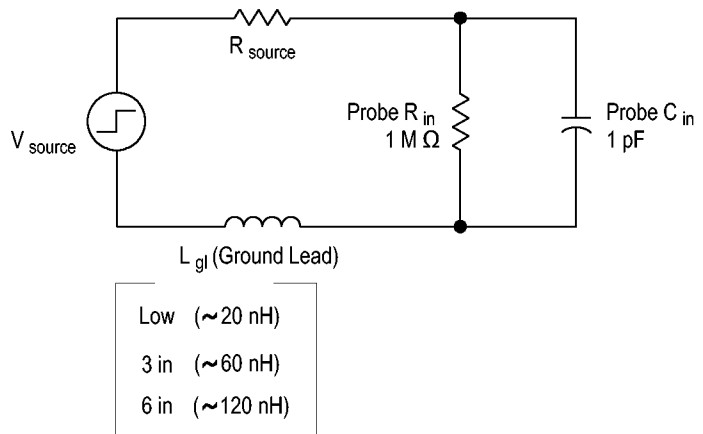 R source
V source
Probe R in
1 M Ω
Probe C in
1 pF
L gl (Ground Lead)
Low (~20 nH)
3 in (~60 nH)
6 in (~120 nH)